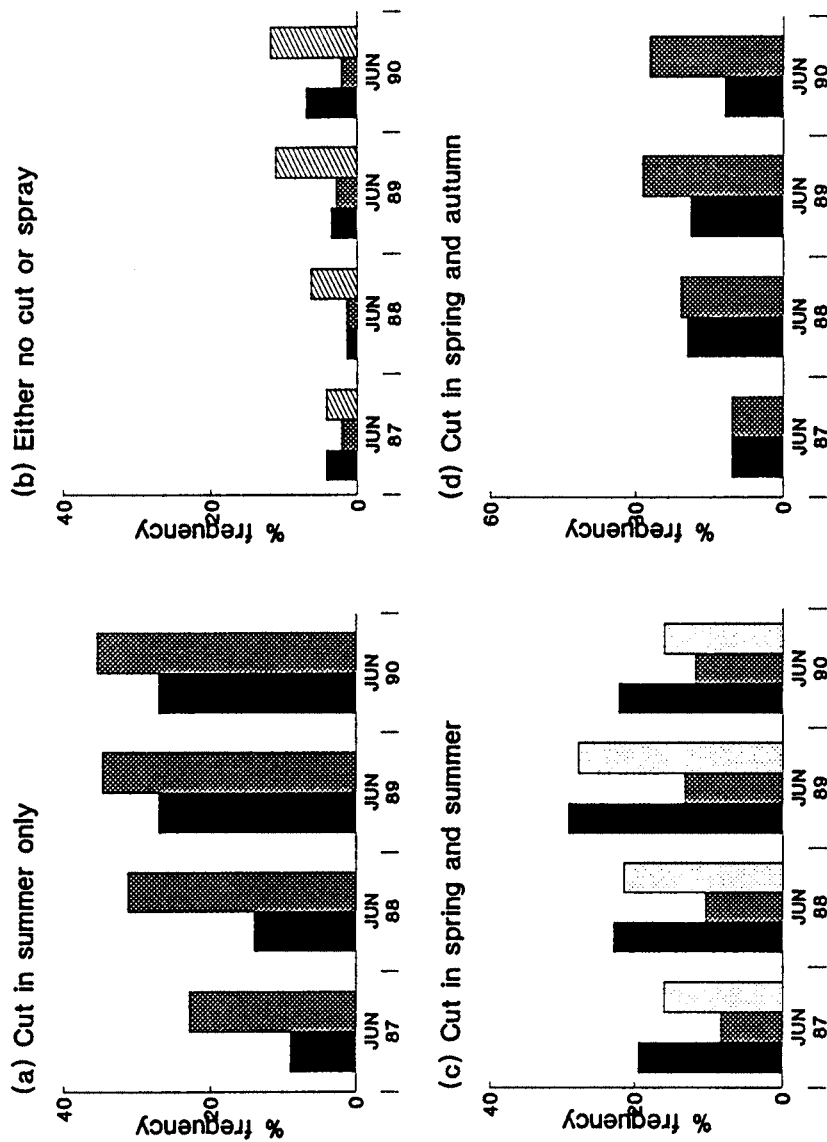 (a) Cut in summer only
40
20
0
% frequency
JUN JUN JUN JUN
87 88 89 90
(b) Either no cut or spray
40
20
0
% frequency
JUN JUN JUN JUN
87 88 89 90
(c) Cut in spring and summer
40
20
0
% frequency
JUN JUN JUN JUN
87 88 89 90
(d) Cut in spring and autumn
60
30
0
% frequency
JUN JUN JUN JUN
87 88 89 90